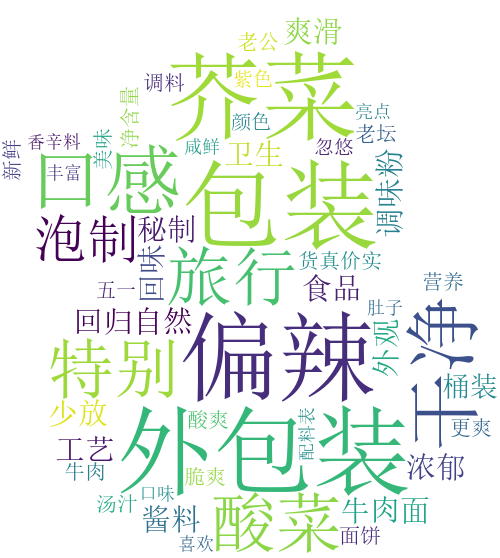 老公
爽滑
芥菜
调料
紫色
净含量
亮点
颜色
老坛
香辛料
美味
咸鲜
卫生
忽悠
新鲜
丰富
口感
包装
调味粉
泡制
秘制
回味
旅行
货真价实
食品
营养
五一
肚子
回归自然
偏辣
外观
干净
特别
桶装
少放
外包装
酸爽
配料表
更爽
工艺
牛肉
脆爽
浓郁
汤汁
口味
酱料
酸菜
牛肉面
喜欢
面饼